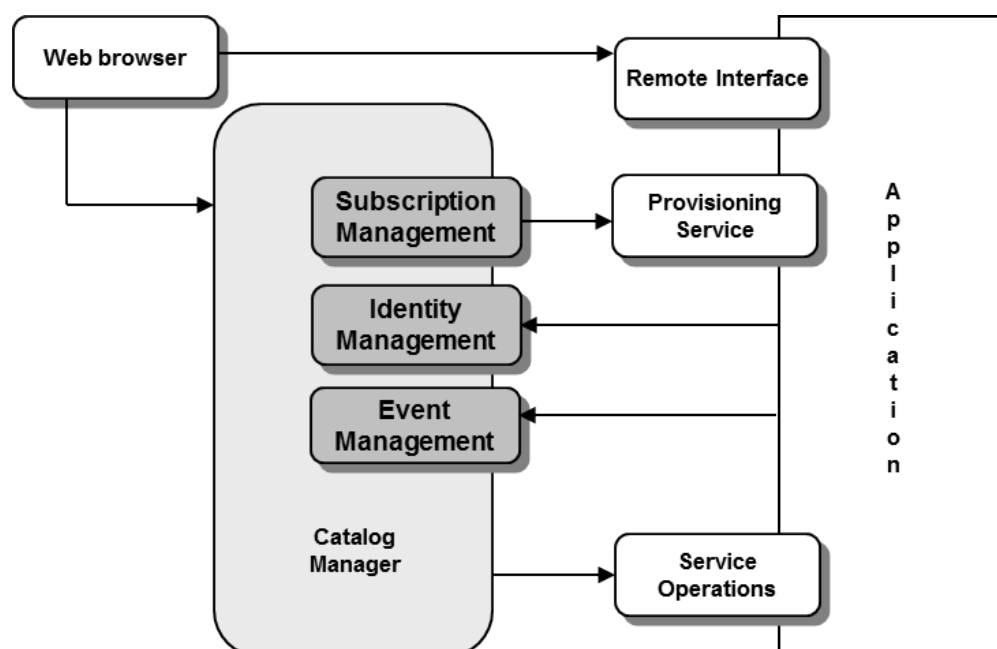 Web browser
Remote Interface
Subscription
Management
Provisioning
Service
Identity
Management
Event
Management
Catalog
Manager
Service
Operations
A
p
p
l
i
c
a
t
i
o
n